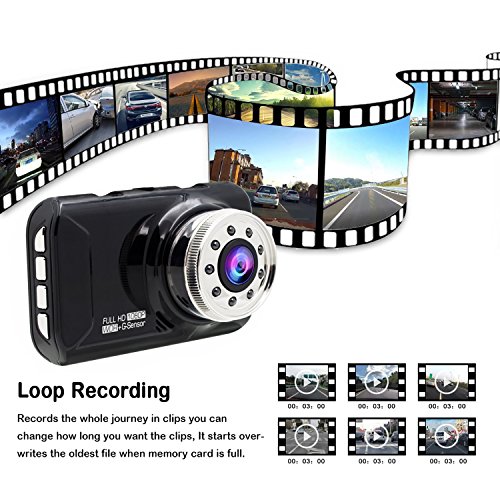 FULL HD 1080P
WDR+G-Sensor
Loop Recording
Records the whole journey in clips you can
change how long you want the clips, It starts over-
writes the oldest file when memory card is full.
00: 03: 00
00: 03: 00
00: 03: 00
00: 03: 00
00: 03: 00
00: 03: 00